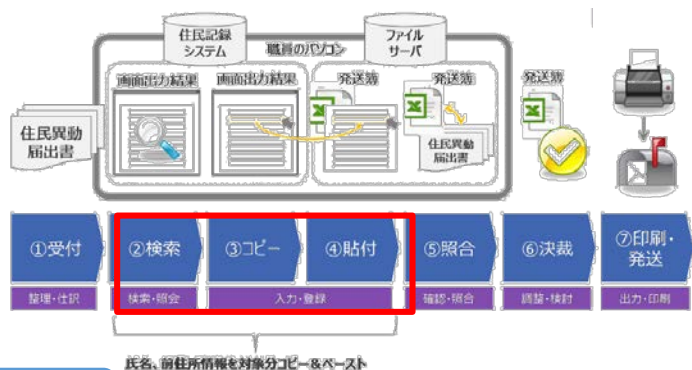 住民記録
システム
職員のパソコン
ファイル
サーバ
画面出力結果
画面出力結果
発送簿
発送簿
発送簿
住民異動
届出書
住民異動
届出書
①受付
②検索
③コピー
④貼付
⑤照合
⑥決裁
⑦印刷・
発送
整理・仕訳
検索・照会
入力・登録
確認・照合
調整・検討
出力・印刷
氏名、前住所情報を対象分コピー&ペースト